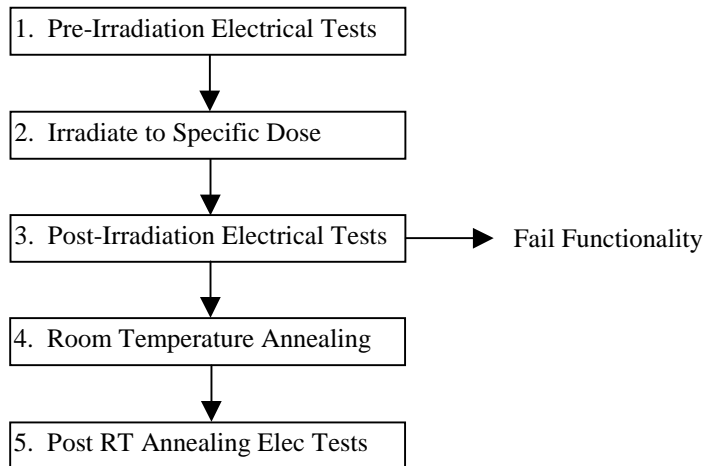 1. Pre-Irradiation Electrical Tests
2. Irradiate to Specific Dose
3. Post-Irradiation Electrical Tests
Fail Functionality
4. Room Temperature Annealing
5. Post RT Annealing Elec Tests